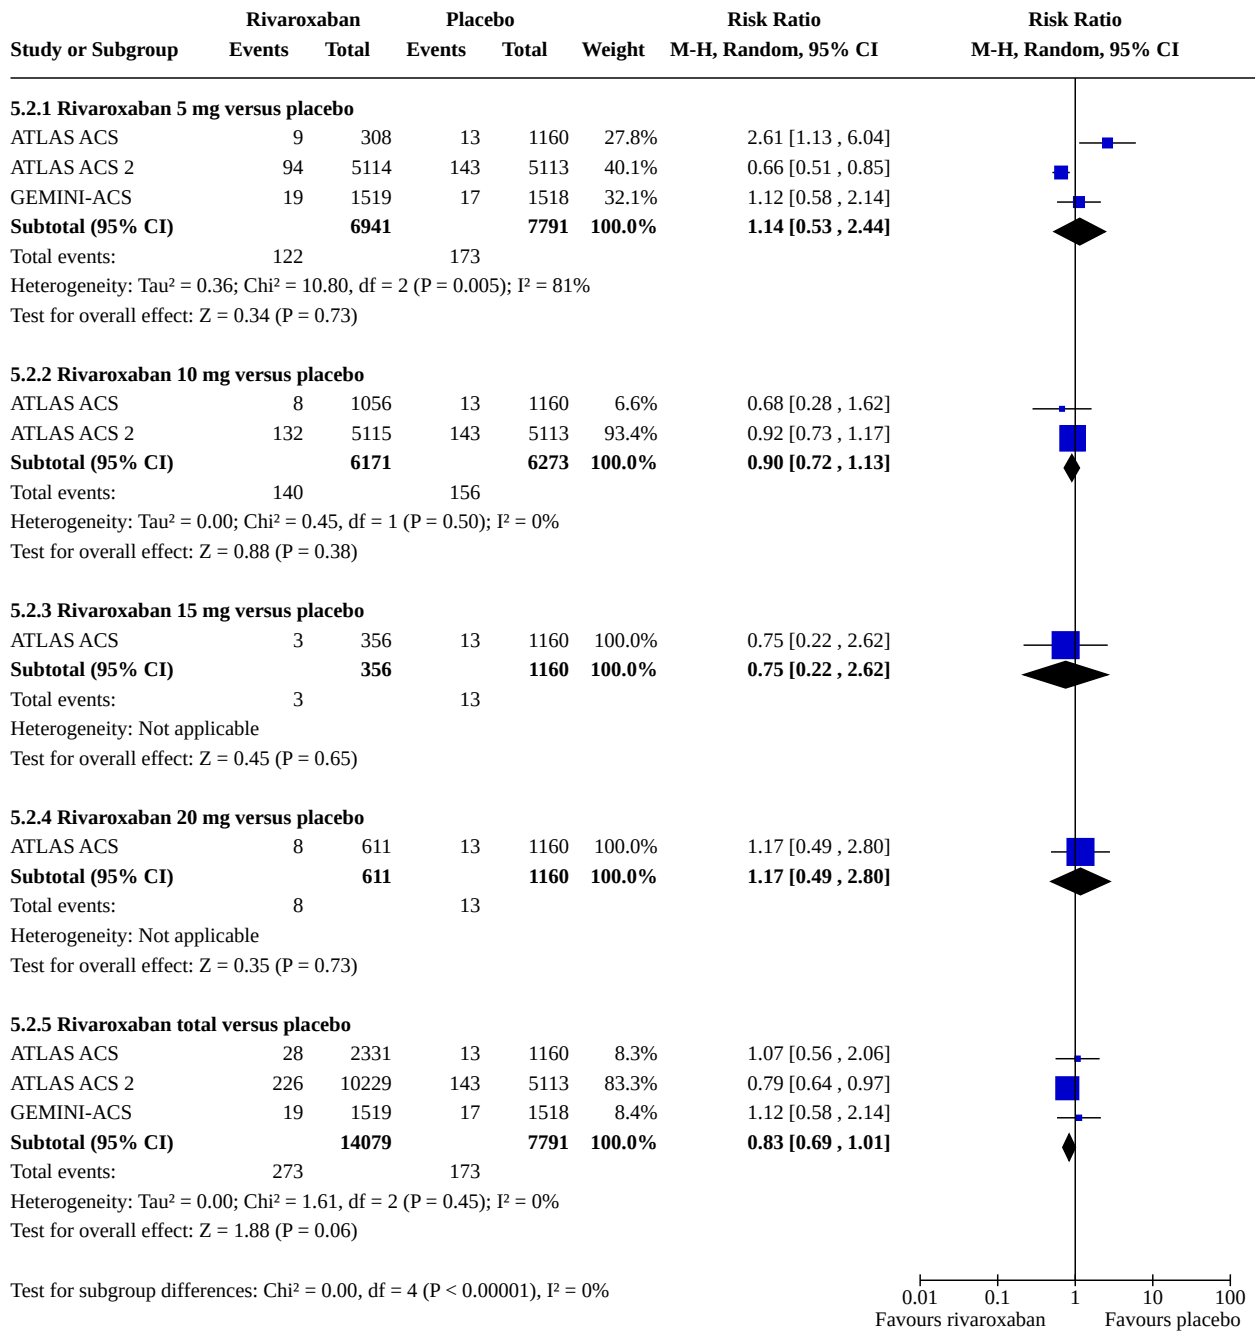 Rivaroxaban Placebo Risk Ratio Risk Ratio
Study or Subgroup Events Total Events Total Weight M-H, Random, 95% CI M-H, Random, 95% CI
5.2.1 Rivaroxaban 5 mg versus placebo
ATLAS ACS 9 308 13 1160 27.8% 2.61 [1.13 , 6.04]
ATLAS ACS 2 94 5114 143 5113 40.1% 0.66 [0.51 , 0.85]
GEMINI-ACS 19 1519 17 1518 32.1% 1.12 [0.58 , 2.14]
Subtotal (95% CI) 6941 7791 100.0% 1.14 [0.53 , 2.44]
Total events: 122 173
Heterogeneity: Tau² = 0.36; Chi² = 10.80, df = 2 (P = 0.005); I² = 81%
Test for overall effect: Z = 0.34 (P = 0.73)
5.2.2 Rivaroxaban 10 mg versus placebo
ATLAS ACS 8 1056 13 1160 6.6% 0.68 [0.28 , 1.62]
ATLAS ACS 2 132 5115 143 5113 93.4% 0.92 [0.73 , 1.17]
Subtotal (95% CI) 6171 6273 100.0% 0.90 [0.72 , 1.13]
Total events: 140 156
Heterogeneity: Tau² = 0.00; Chi² = 0.45, df = 1 (P = 0.50); I² = 0%
Test for overall effect: Z = 0.88 (P = 0.38)
5.2.3 Rivaroxaban 15 mg versus placebo
ATLAS ACS 3 356 13 1160 100.0% 0.75 [0.22 , 2.62]
Subtotal (95% CI) 356 1160 100.0% 0.75 [0.22 , 2.62]
Total events: 3 13
Heterogeneity: Not applicable
Test for overall effect: Z = 0.45 (P = 0.65)
5.2.4 Rivaroxaban 20 mg versus placebo
ATLAS ACS 8 611 13 1160 100.0% 1.17 [0.49 , 2.80]
Subtotal (95% CI) 611 1160 100.0% 1.17 [0.49 , 2.80]
Total events: 8 13
Heterogeneity: Not applicable
Test for overall effect: Z = 0.35 (P = 0.73)
5.2.5 Rivaroxaban total versus placebo
ATLAS ACS 28 2331 13 1160 8.3% 1.07 [0.56 , 2.06]
ATLAS ACS 2 226 10229 143 5113 83.3% 0.79 [0.64 , 0.97]
GEMINI-ACS 19 1519 17 1518 8.4% 1.12 [0.58 , 2.14]
Subtotal (95% CI) 14079 7791 100.0% 0.83 [0.69 , 1.01]
Total events: 273 173
Heterogeneity: Tau² = 0.00; Chi² = 1.61, df = 2 (P = 0.45); I² = 0%
Test for overall effect: Z = 1.88 (P = 0.06)
Test for subgroup differences: Chi² = 0.00, df = 4 (P < 0.00001), I² = 0%
0.01 0.1 1 10 100
Favours rivaroxaban Favours placebo